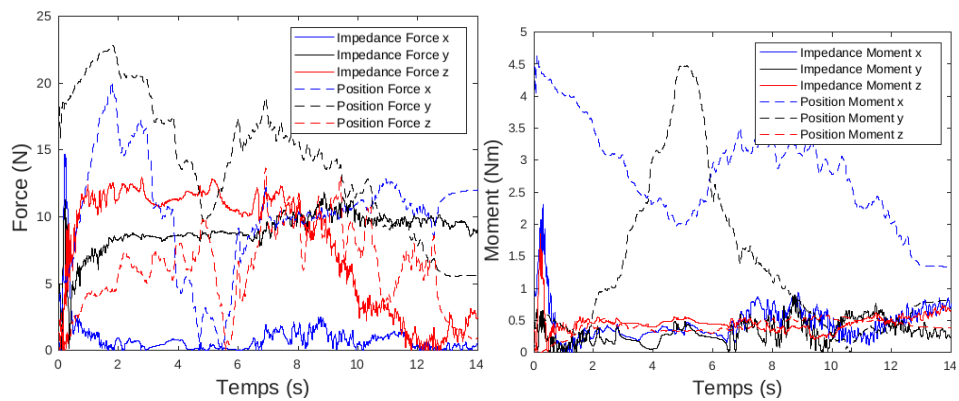 25
20
15
10
5
0
0
2
4
6
8
10
12
14
Force (N)
Temps (s)
Impedance Force x
Impedance Force y
Impedance Force z
Position Force x
Position Force y
Position Force z
5
4.5
4
3.5
3
2.5
2
1.5
1
0.5
0
0
2
4
6
8
10
12
14
Moment (Nm)
Temps (s)
Impedance Moment x
Impedance Moment y
Impedance Moment z
Position Moment x
Position Moment y
Position Moment z